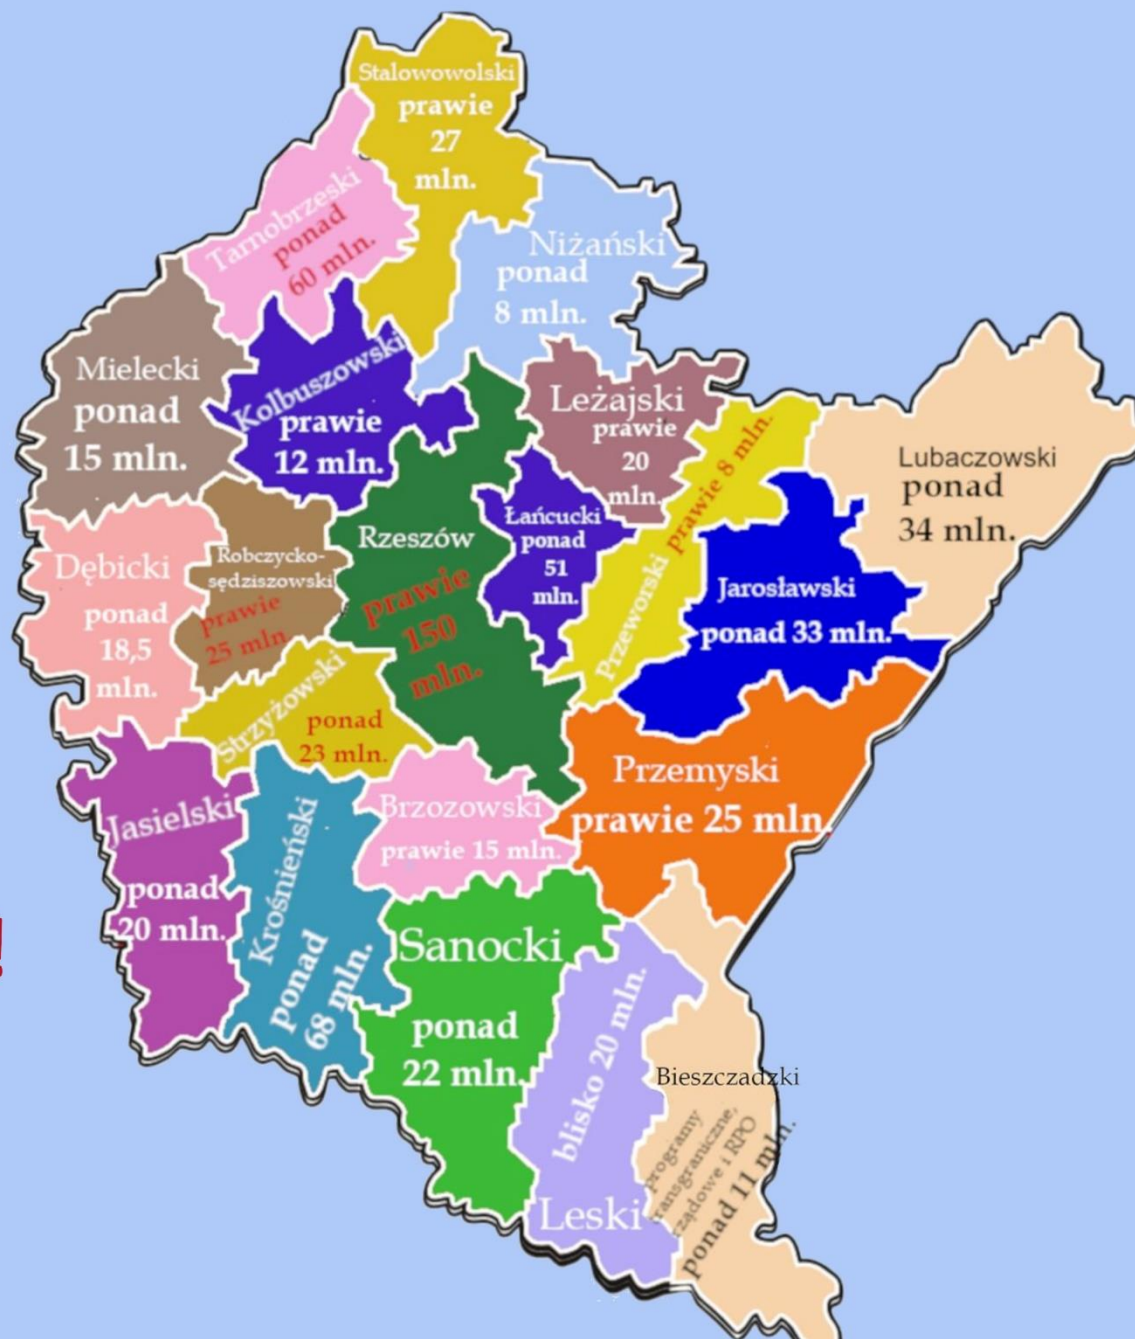 Stalowowolski
prawie
27
mln.
Tarnobrzeski
ponad
60 mln.
Niżański
ponad
8 mln.
Mielecki
ponad
15 mln.
Kolbuszowski
prawie
12 mln.
Leżajski
prawie
20
mln.
Lubaczowski
ponad
34 mln.
Dębicki
ponad
18,5
mln.
Robczycko-
sędziszowski
prawie
25 mln
Rzeszów
prawie
150
mln.
Łańcucki
ponad
51
mln.
Przeworski
prawie 8 mln.
Jarosławski
ponad 33 mln.
Strzyżowski
ponad
23 mln.
Przemyski
prawie 25 mln.
Jasielski
ponad
20 mln.
Krośnieński
ponad
68 mln.
Brzozowski
prawie 15 mln.
!
Sanocki
ponad
22 mln.
blisko 20 mln.
Leski
Bieszczadzki
programy
transgraniczne,
rządowe i RPO
ponad 11 mln.